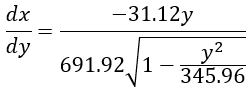 dx/dy = -31.12y / (691.92√(1 - y²/345.96))